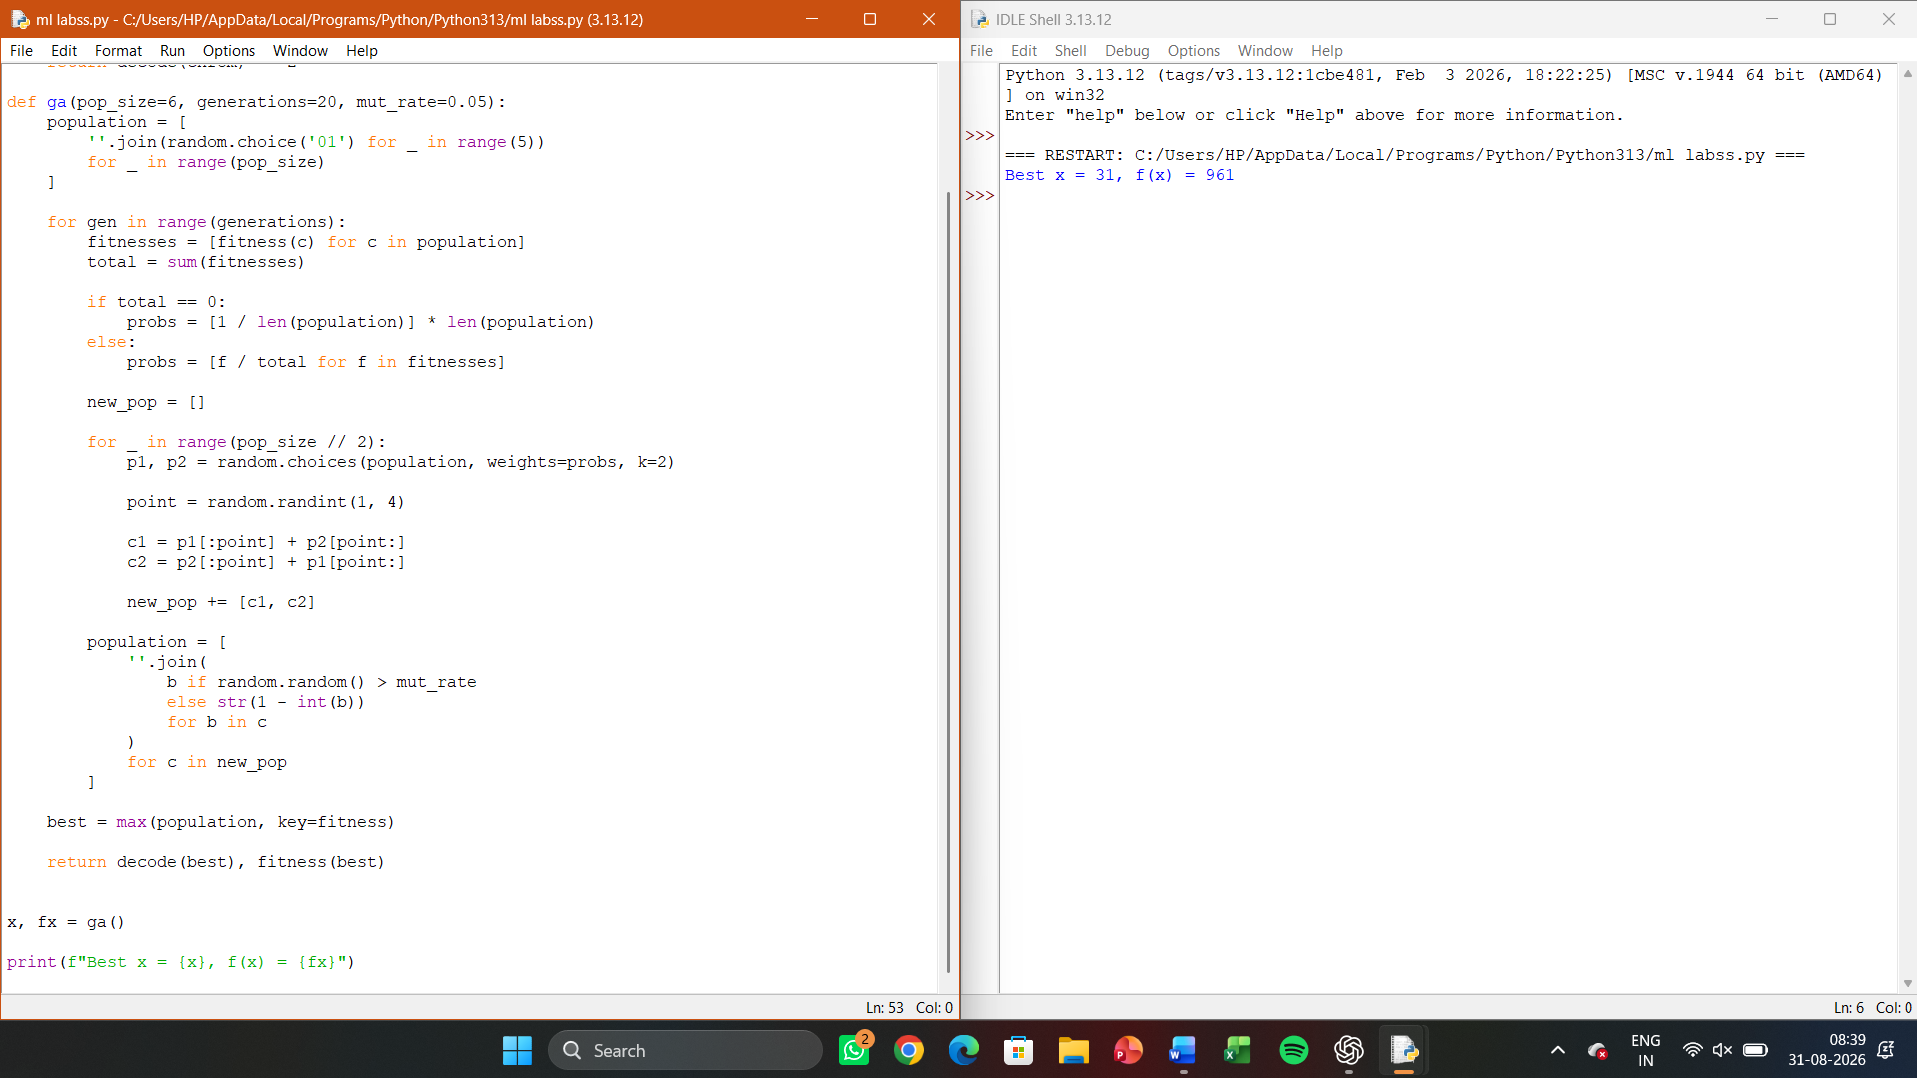 ml labss.py - C:/Users/HP/AppData/Local/Programs/Python/Python313/ml labss.py (3.13.12)
File Edit Format Run Options Window Help
def ga(pop_size=6, generations=20, mut_rate=0.05):
    population = [
        ''.join(random.choice('01') for _ in range(5))
        for _ in range(pop_size)
    ]
    for gen in range(generations):
        fitnesses = [fitness(c) for c in population]
        total = sum(fitnesses)
        if total == 0:
            probs = [1 / len(population)] * len(population)
        else:
            probs = [f / total for f in fitnesses]
        new_pop = []
        for _ in range(pop_size // 2):
            p1, p2 = random.choices(population, weights=probs, k=2)
            point = random.randint(1, 4)
            c1 = p1[:point] + p2[point:]
            c2 = p2[:point] + p1[point:]
            new_pop += [c1, c2]
        population = [
            ''.join(
                b if random.random() > mut_rate
                else str(1 - int(b))
                for b in c
            )
            for c in new_pop
        ]
    best = max(population, key=fitness)
    return decode(best), fitness(best)
x, fx = ga()
print(f"Best x = {x}, f(x) = {fx}")
Ln: 53 Col: 0
IDLE Shell 3.13.12
File Edit Shell Debug Options Window Help
Python 3.13.12 (tags/v3.13.12:1cbe481, Feb  3 2026, 18:22:25) [MSC v.1944 64 bit (AMD64)
] on win32
Enter "help" below or click "Help" above for more information.
>>>
=== RESTART: C:/Users/HP/AppData/Local/Programs/Python/Python313/ml labss.py ===
Best x = 31, f(x) = 961
>>>
Ln: 6 Col: 0
Search
2
ENG
IN
08:39
31-08-2026